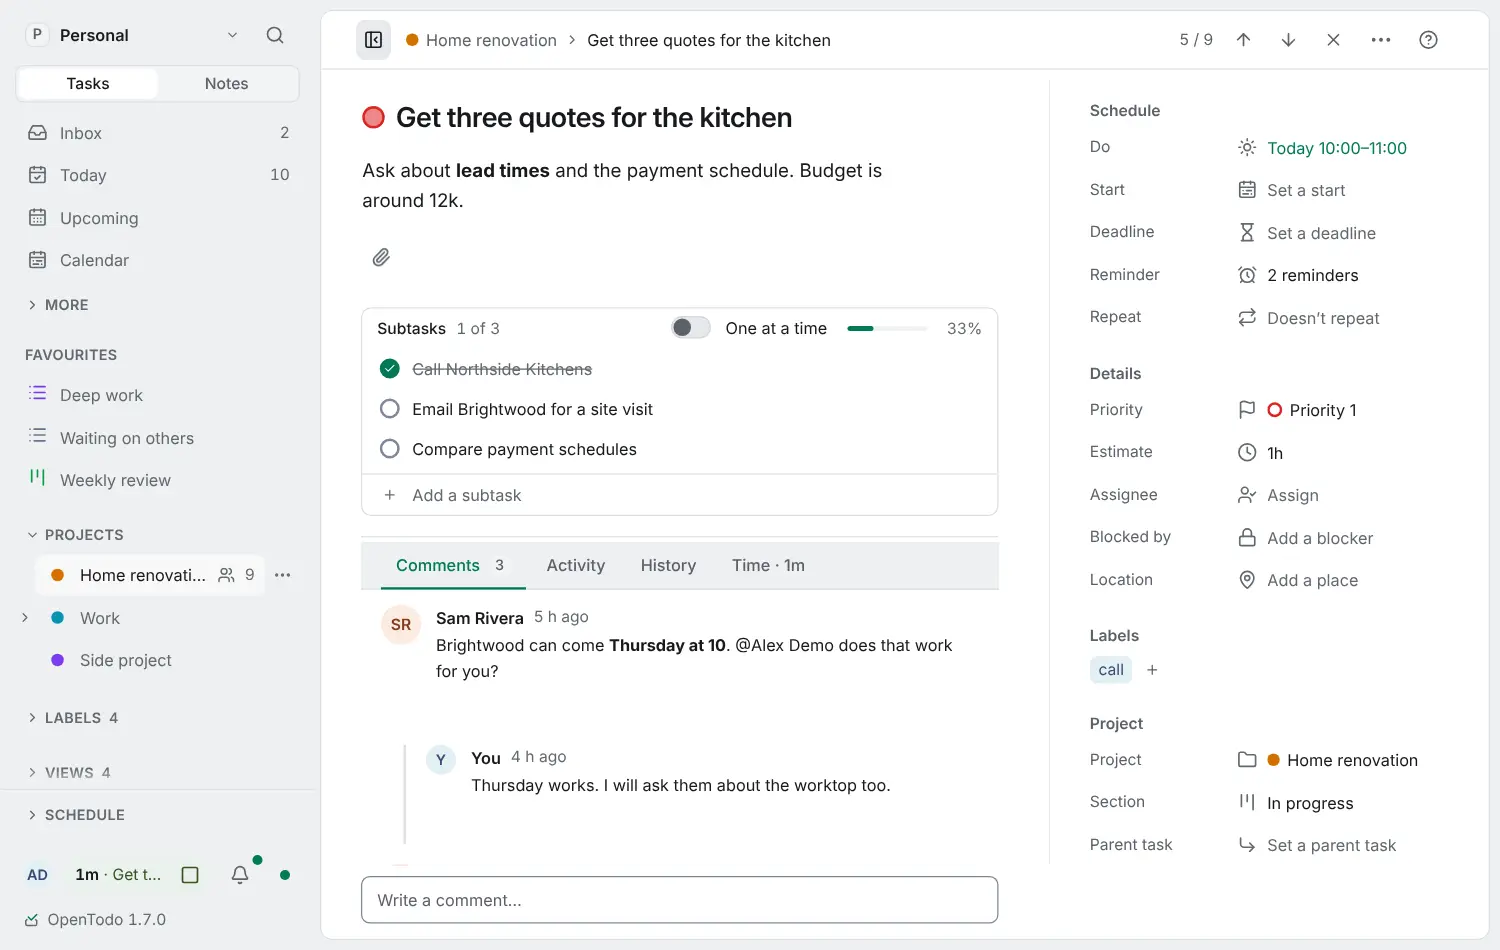 P Personal
Tasks Notes
Inbox 2
Today 10
Upcoming
Calendar
MORE
FAVOURITES
Deep work
Waiting on others
Weekly review
PROJECTS
Home renovati... 9
Work
Side project
LABELS 4
VIEWS 4
SCHEDULE
AD 1m · Get t...
OpenTodo 1.7.0
Home renovation > Get three quotes for the kitchen
5 / 9
Get three quotes for the kitchen
Ask about lead times and the payment schedule. Budget is
around 12k.
Subtasks 1 of 3 One at a time 33%
Call Northside Kitchens
Email Brightwood for a site visit
Compare payment schedules
+ Add a subtask
Comments 3 Activity History Time · 1m
SR Sam Rivera 5 h ago
Brightwood can come Thursday at 10. @Alex Demo does that work
for you?
Y You 4 h ago
Thursday works. I will ask them about the worktop too.
Write a comment...
Schedule
Do Today 10:00–11:00
Start Set a start
Deadline Set a deadline
Reminder 2 reminders
Repeat Doesn’t repeat
Details
Priority Priority 1
Estimate 1h
Assignee Assign
Blocked by Add a blocker
Location Add a place
Labels
call +
Project
Project Home renovation
Section In progress
Parent task Set a parent task